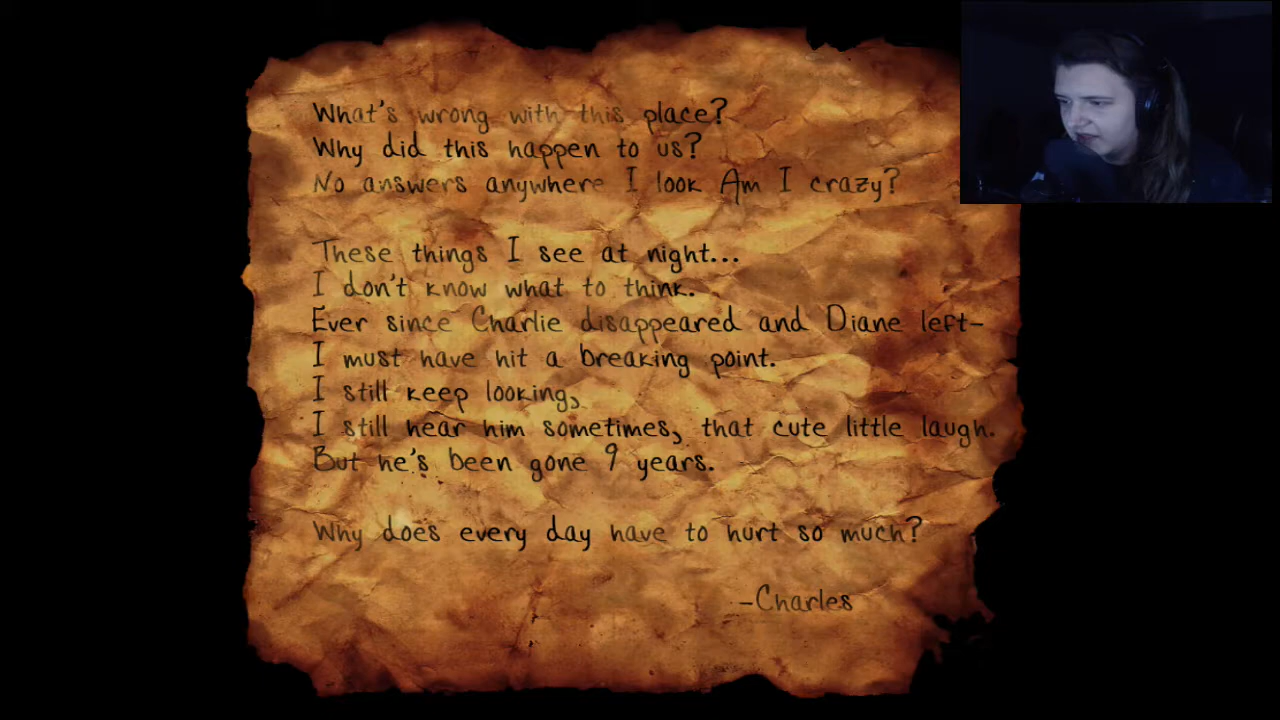 What's wrong with this place?
Why did this happen to us?
No answers anywhere I look Am I crazy?
These things I see at night...
I don't know what to think.
Ever since Charlie disappeared and Diane left-
I must have hit a breaking point.
I still keep looking,
I still hear him sometimes, that cute little laugh.
But he's been gone 9 years.
Why does every day have to hurt so much?
-Charles